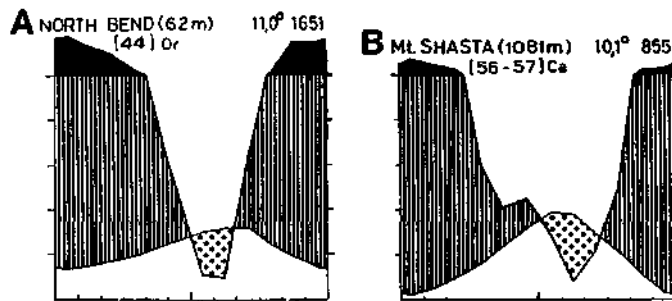 A NORTH BEND (62m) 11,0° 1651
[44] Or
B Mt. SHASTA (1081m) 10,1° 855
[56-57] Ca